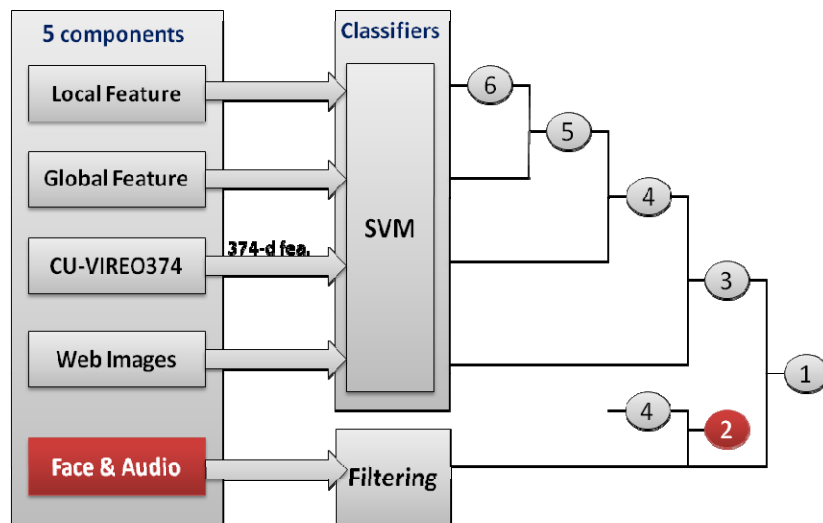 5 components
Classifiers
Local Feature
Global Feature
CU-VIREO374
Web Images
Face & Audio
374-d fea.
SVM
Filtering
6
5
4
3
1
4
2